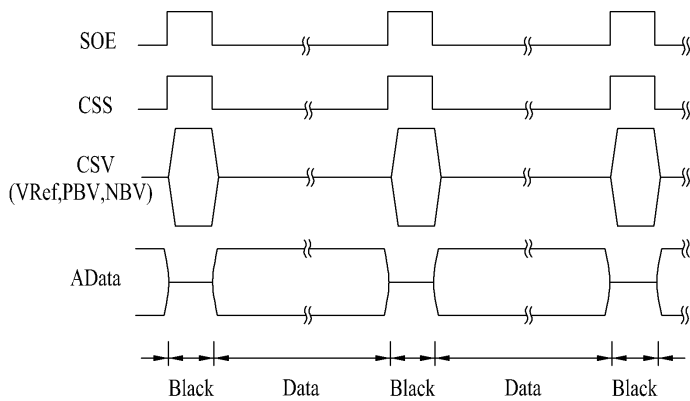 SOE
CSS
CSV
(VRef,PBV,NBV)
AData
Black Data Black Data Black